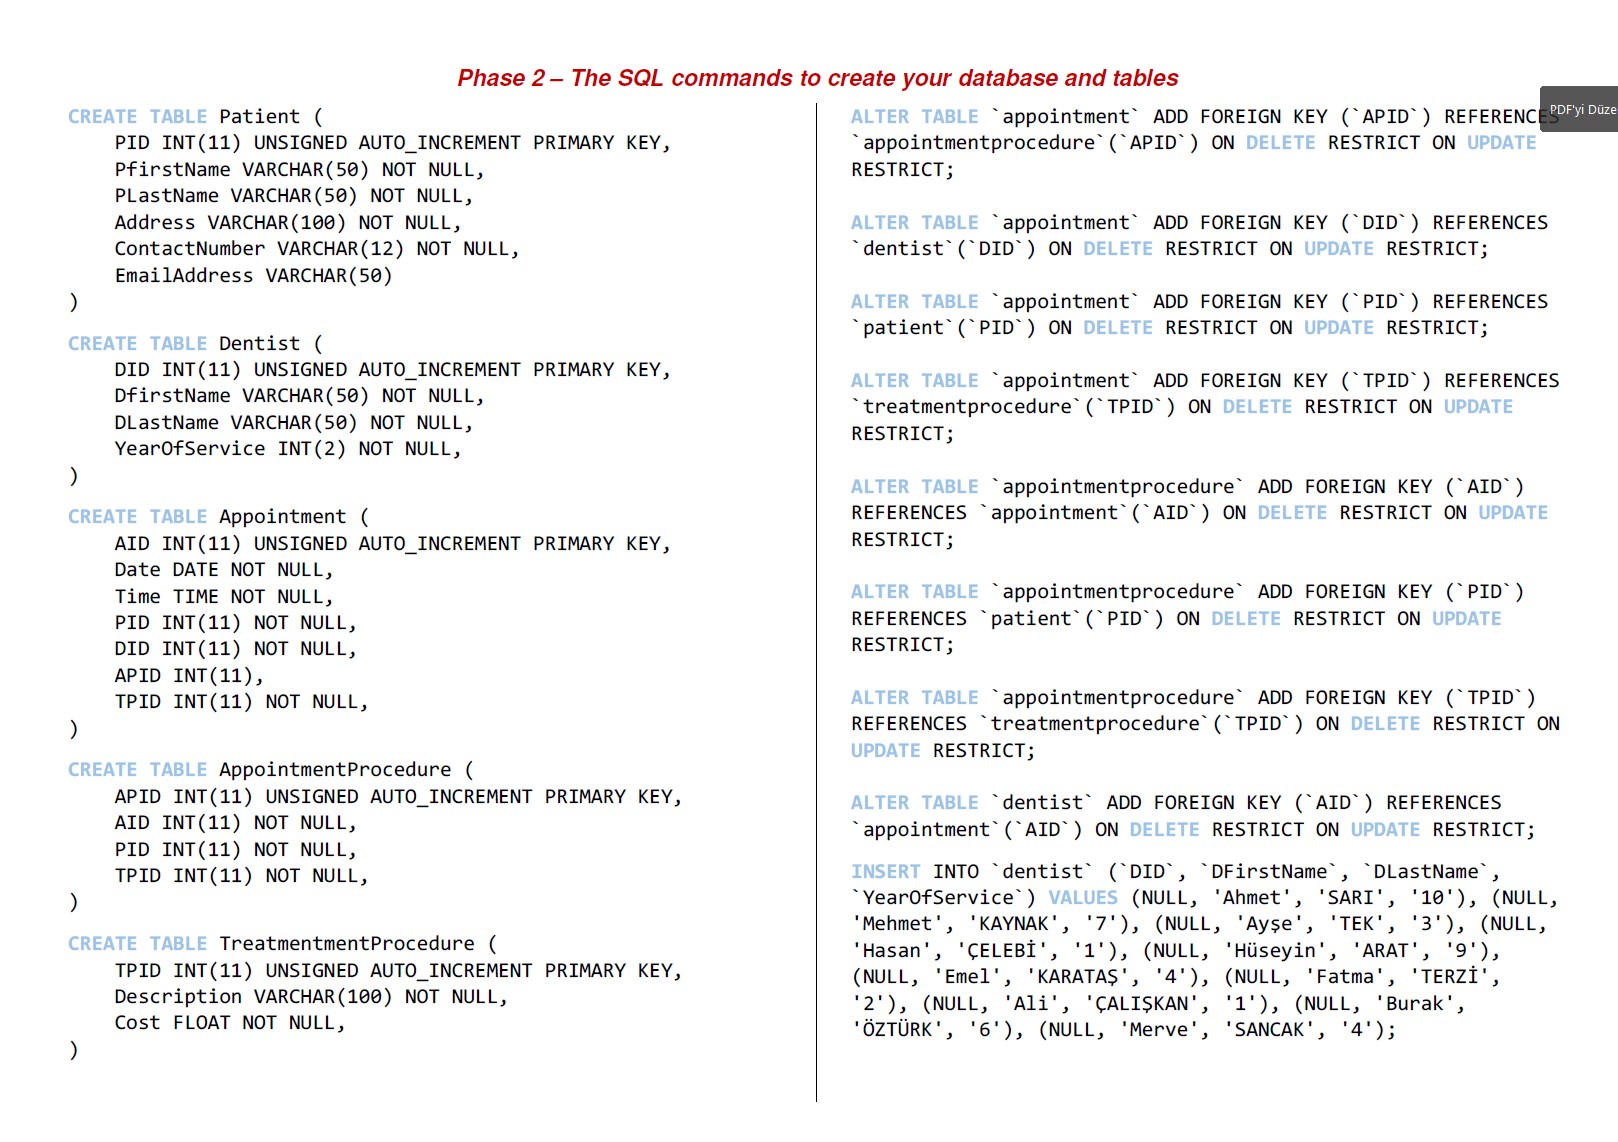 Phase 2 – The SQL commands to create your database and tables
CREATE TABLE Patient (
PID INT(11) UNSIGNED AUTO_INCREMENT PRIMARY KEY,
PfirstName VARCHAR(50) NOT NULL,
PLastName VARCHAR(50) NOT NULL,
Address VARCHAR(100) NOT NULL,
ContactNumber VARCHAR(12) NOT NULL,
EmailAddress VARCHAR(50)
)
CREATE TABLE Dentist (
DID INT(11) UNSIGNED AUTO_INCREMENT PRIMARY KEY,
DfirstName VARCHAR(50) NOT NULL,
DLastName VARCHAR(50) NOT NULL,
YearOfService INT(2) NOT NULL,
)
CREATE TABLE Appointment (
AID INT(11) UNSIGNED AUTO_INCREMENT PRIMARY KEY,
Date DATE NOT NULL,
Time TIME NOT NULL,
PID INT(11) NOT NULL,
DID INT(11) NOT NULL,
APID INT(11),
TPID INT(11) NOT NULL,
)
CREATE TABLE AppointmentProcedure (
APID INT(11) UNSIGNED AUTO_INCREMENT PRIMARY KEY,
AID INT(11) NOT NULL,
PID INT(11) NOT NULL,
TPID INT(11) NOT NULL,
)
CREATE TABLE TreatmentmentProcedure (
TPID INT(11) UNSIGNED AUTO_INCREMENT PRIMARY KEY,
Description VARCHAR(100) NOT NULL,
Cost FLOAT NOT NULL,
)
ALTER TABLE `appointment` ADD FOREIGN KEY (`APID`) REFERENCES
`appointmentprocedure`(`APID`) ON DELETE RESTRICT ON UPDATE
RESTRICT;
ALTER TABLE `appointment` ADD FOREIGN KEY (`DID`) REFERENCES
`dentist`(`DID`) ON DELETE RESTRICT ON UPDATE RESTRICT;
ALTER TABLE `appointment` ADD FOREIGN KEY (`PID`) REFERENCES
`patient`(`PID`) ON DELETE RESTRICT ON UPDATE RESTRICT;
ALTER TABLE `appointment` ADD FOREIGN KEY (`TPID`) REFERENCES
`treatmentprocedure`(`TPID`) ON DELETE RESTRICT ON UPDATE
RESTRICT;
ALTER TABLE `appointmentprocedure` ADD FOREIGN KEY (`AID`)
REFERENCES `appointment`(`AID`) ON DELETE RESTRICT ON UPDATE
RESTRICT;
ALTER TABLE `appointmentprocedure` ADD FOREIGN KEY (`PID`)
REFERENCES `patient`(`PID`) ON DELETE RESTRICT ON UPDATE
RESTRICT;
ALTER TABLE `appointmentprocedure` ADD FOREIGN KEY (`TPID`)
REFERENCES `treatmentprocedure`(`TPID`) ON DELETE RESTRICT ON
UPDATE RESTRICT;
ALTER TABLE `dentist` ADD FOREIGN KEY (`AID`) REFERENCES
`appointment`(`AID`) ON DELETE RESTRICT ON UPDATE RESTRICT;
INSERT INTO `dentist` (`DID`, `DFirstName`, `DLastName`,
`YearOfService`) VALUES (NULL, 'Ahmet', 'SARI', '10'), (NULL,
'Mehmet', 'KAYNAK', '7'), (NULL, 'Ayşe', 'TEK', '3'), (NULL,
'Hasan', 'ÇELEBİ', '1'), (NULL, 'Hüseyin', 'ARAT', '9'),
(NULL, 'Emel', 'KARATAŞ', '4'), (NULL, 'Fatma', 'TERZİ',
'2'), (NULL, 'Ali', 'ÇALIŞKAN', '1'), (NULL, 'Burak',
'ÖZTÜRK', '6'), (NULL, 'Merve', 'SANCAK', '4');
PDF'yi Düze